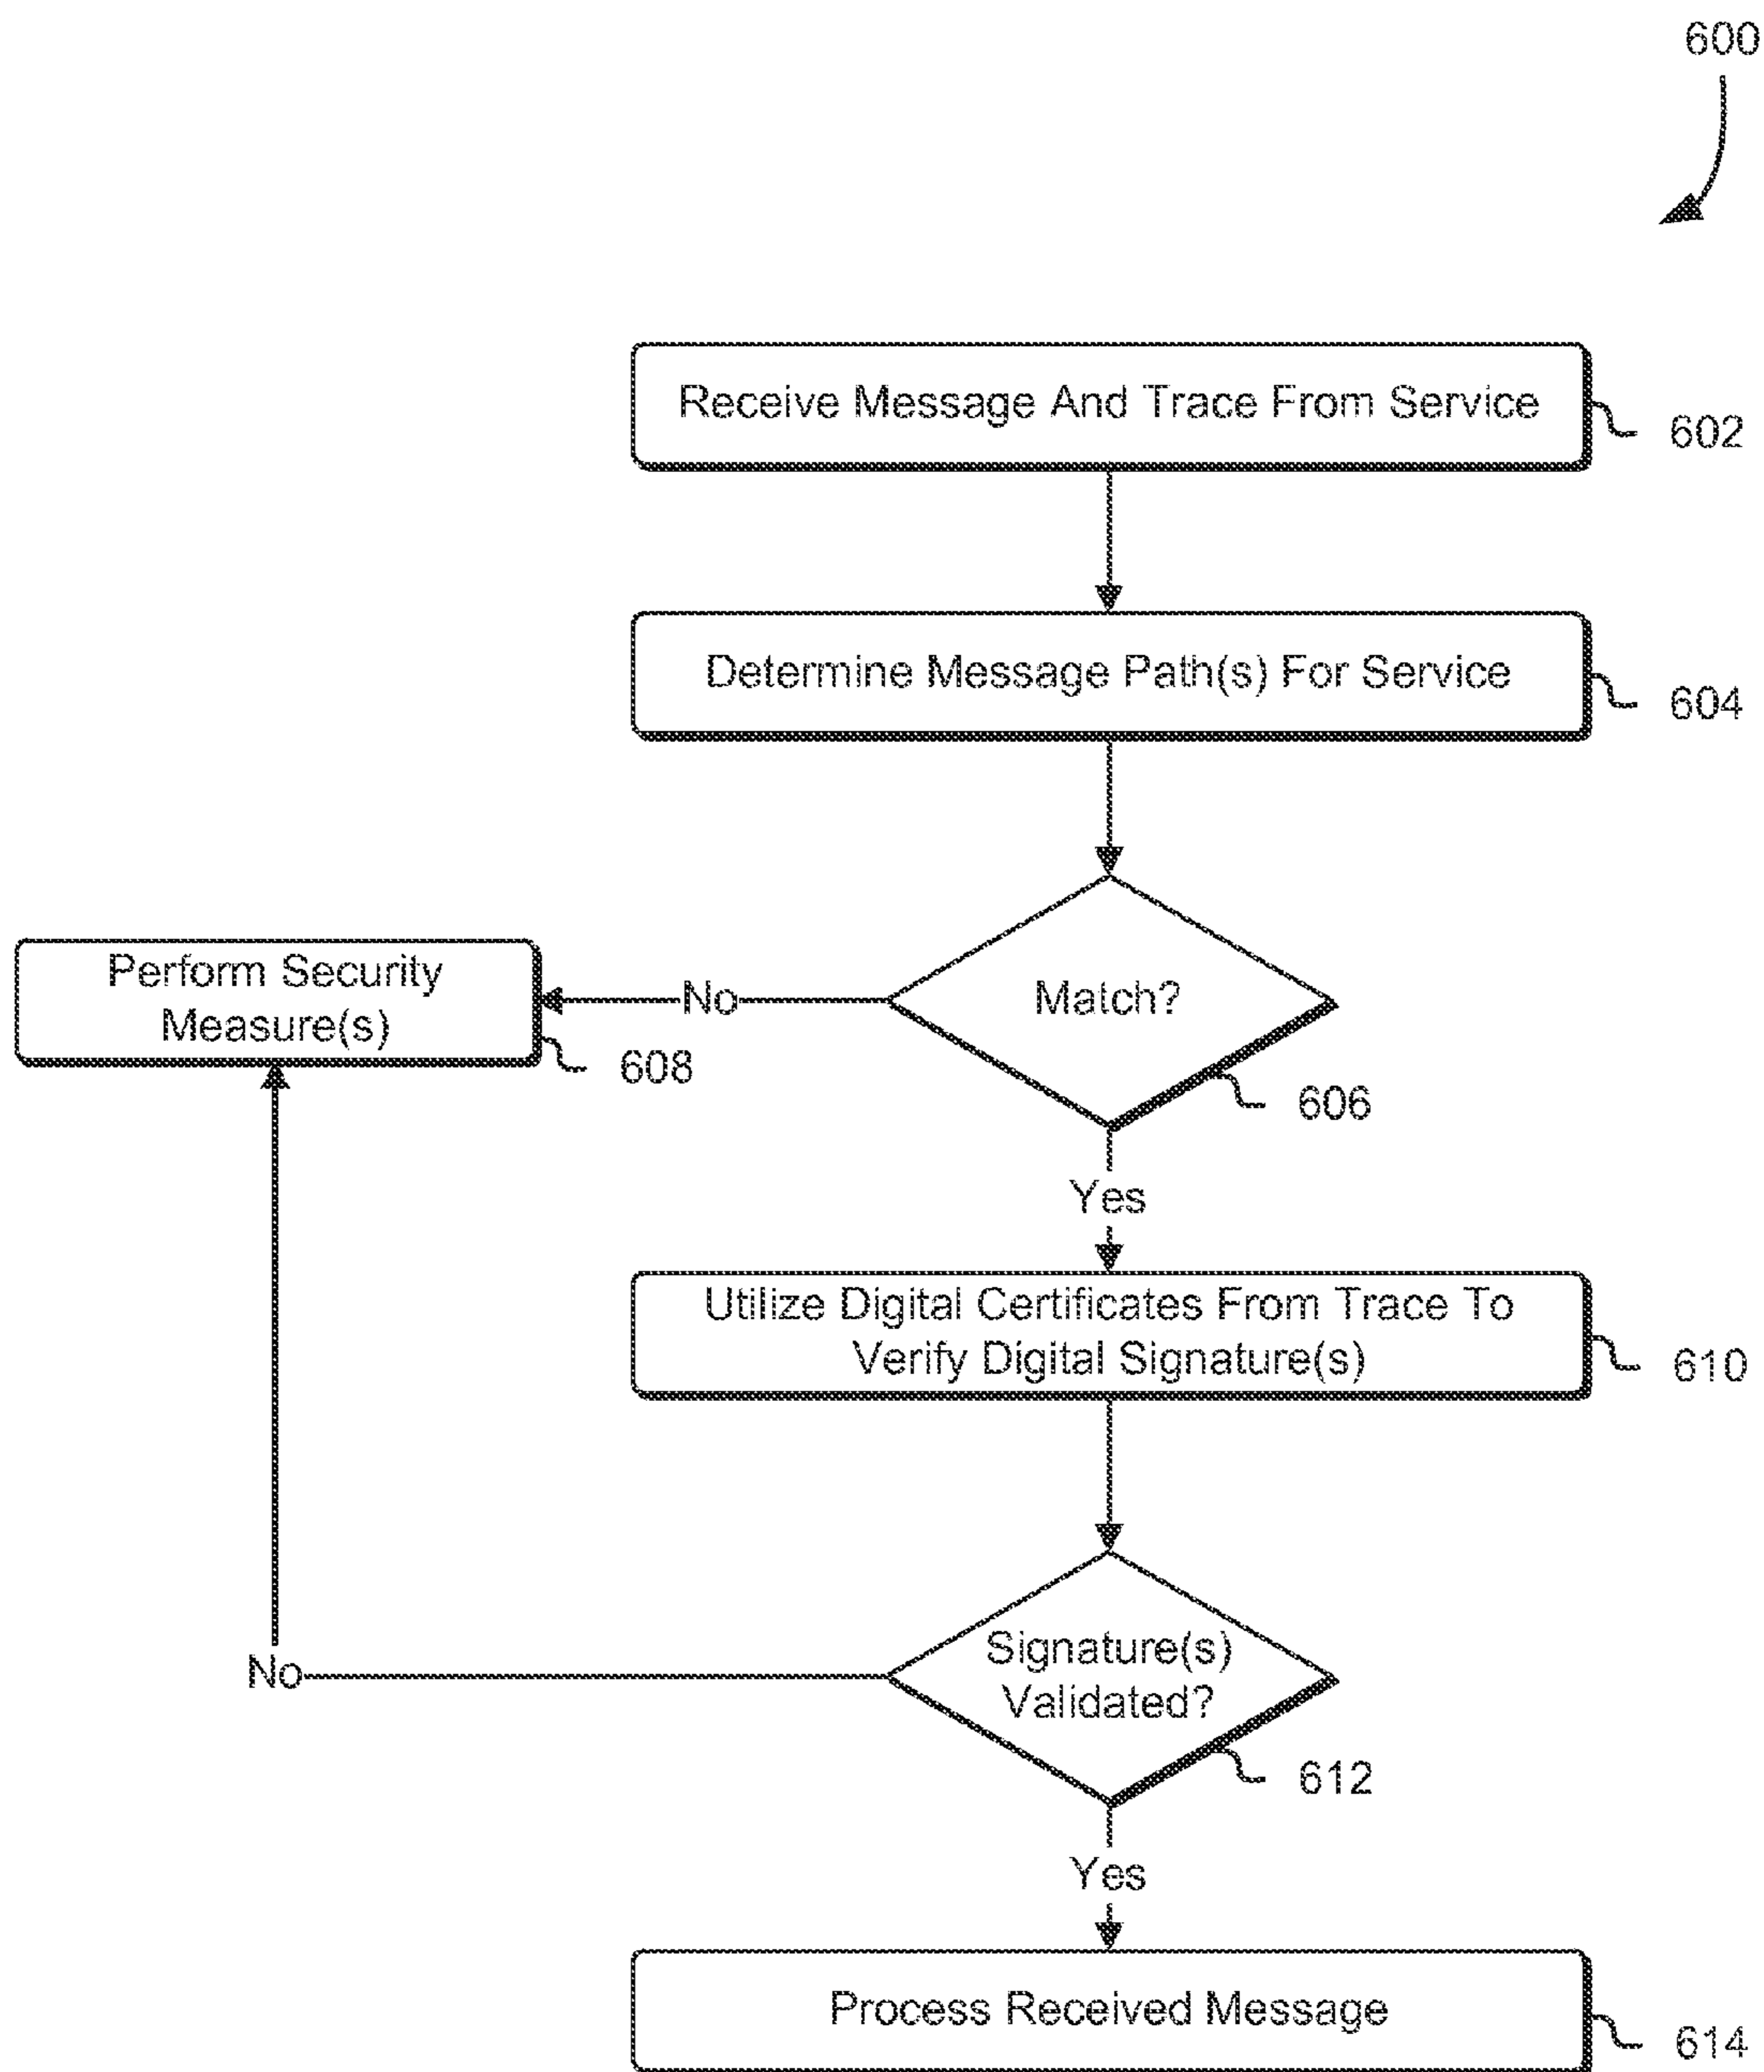 600
Receive Message And Trace From Service
602
Determine Message Path(s) For Service
604
Match?
606
No
Perform Security
Measure(s)
608
Yes
Utilize Digital Certificates From Trace To
Verify Digital Signature(s)
610
Signature(s)
Validated?
612
No
Yes
Process Received Message
614